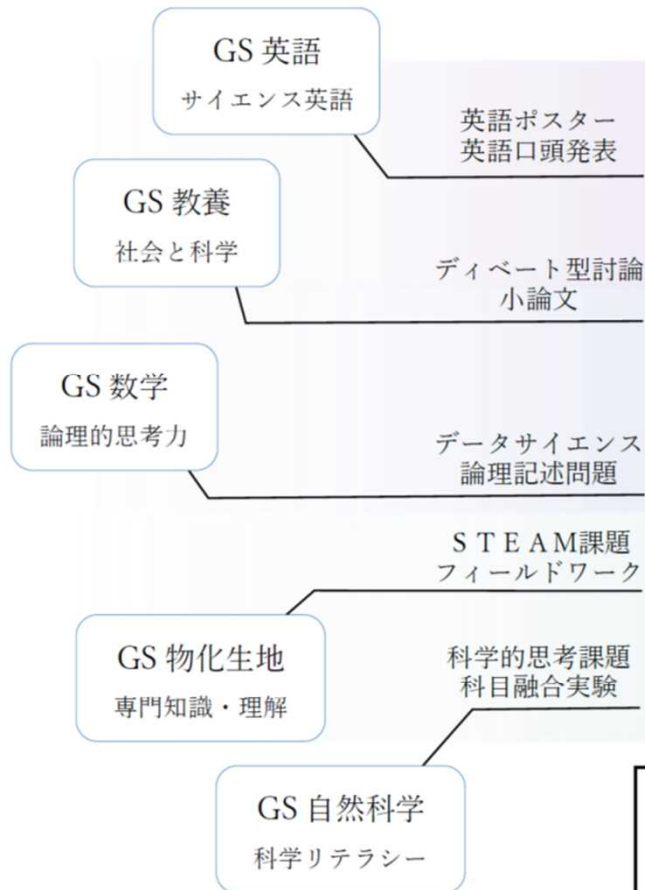 GS 英語
サイエンス英語
英語ポスター
英語口頭発表
GS 教養
社会と科学
ディベート型討論
小論文
GS 数学
論理的思考力
データサイエンス
論理記述問題
ＳＴＥＡＭ課題
フィールドワーク
GS 物化生地
専門知識・理解
科学的思考課題
科目融合実験
GS 自然科学
科学リテラシー